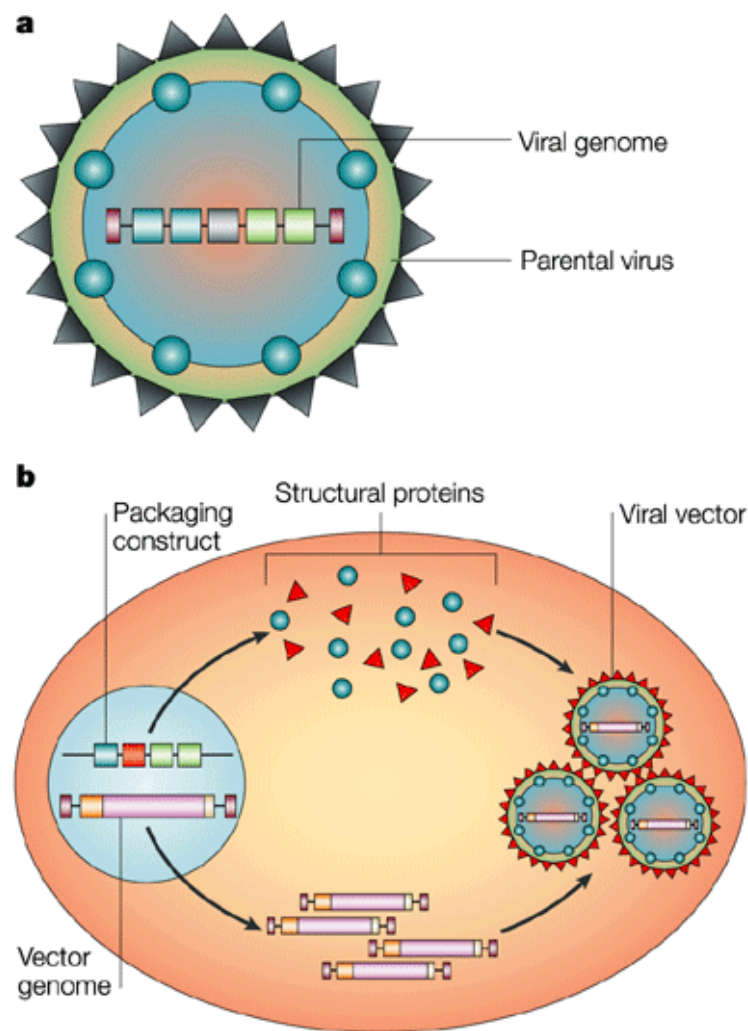 a
Viral genome
Parental virus
b
Structural proteins
Packaging
construct
Viral vector
Vector
genome